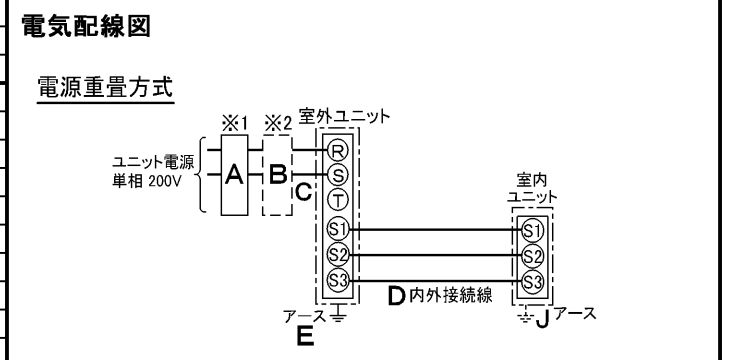 電気配線図
電源重畳方式
※1 ※2 室外ユニット
ユニット電源
単相 200V
A
B
C
R
S
T
S1
S2
S3
室内
ユニット
S1
S2
S3
D 内外接続線
アース
E
J アース